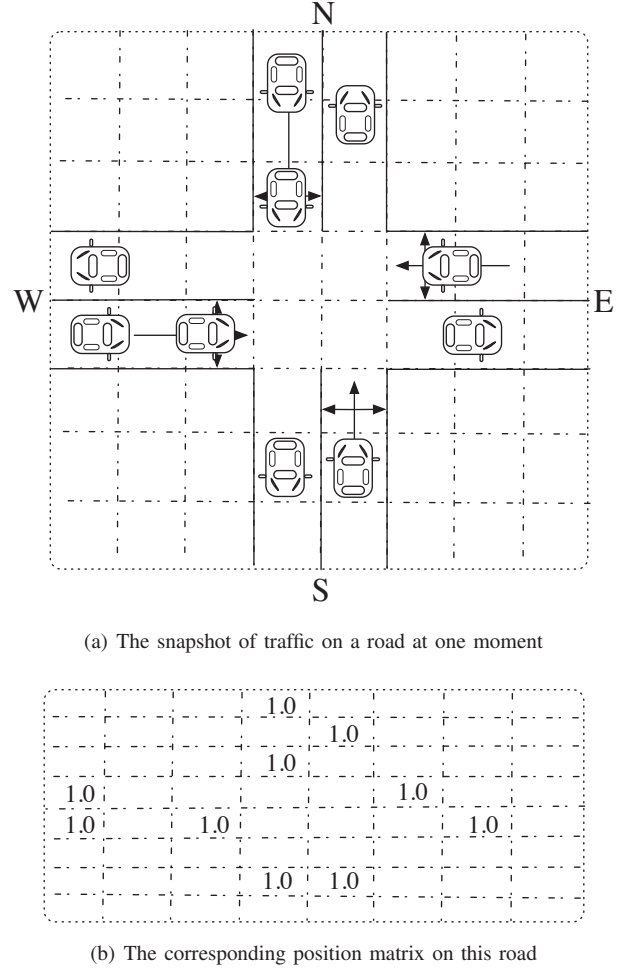 N
W E
S
(a) The snapshot of traffic on a road at one moment
1.0
1.0
1.0
1.0 1.0
1.0 1.0 1.0
1.0 1.0
(b) The corresponding position matrix on this road